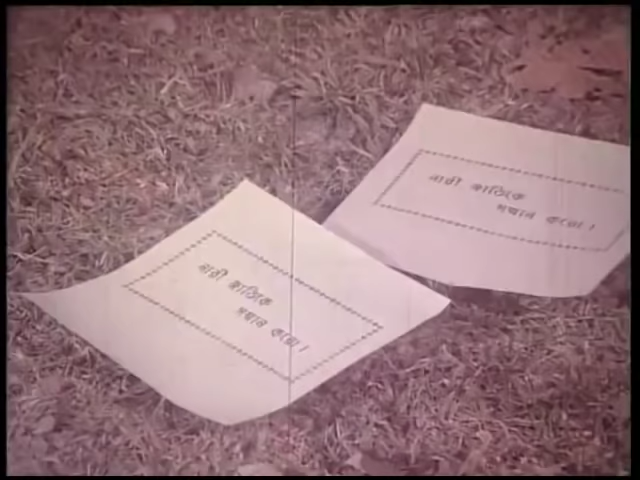 নারী জাতিকে
সম্মান করো।
নারী জাতিকে
সম্মান করো।